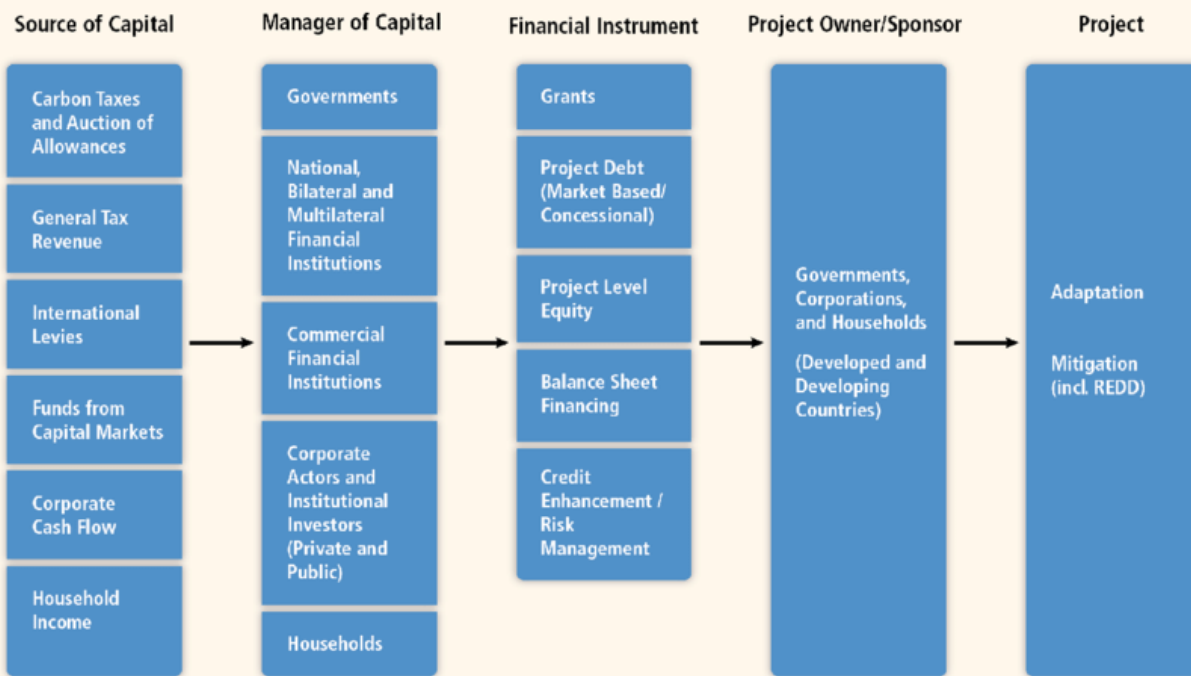 Source of Capital
Manager of Capital
Financial Instrument
Project Owner/Sponsor
Project
Carbon Taxes
and Auction of
Allowances
General Tax
Revenue
International
Levies
Funds from
Capital Markets
Corporate
Cash Flow
Household
Income
Governments
National,
Bilateral and
Multilateral
Financial
Institutions
Commercial
Financial
Institutions
Corporate
Actors and
Institutional
Investors
(Private and
Public)
Households
Grants
Project Debt
(Market Based/
Concessional)
Project Level
Equity
Balance Sheet
Financing
Credit
Enhancement /
Risk
Management
Governments,
Corporations,
and Households
(Developed and
Developing
Countries)
Adaptation
Mitigation
(incl. REDD)